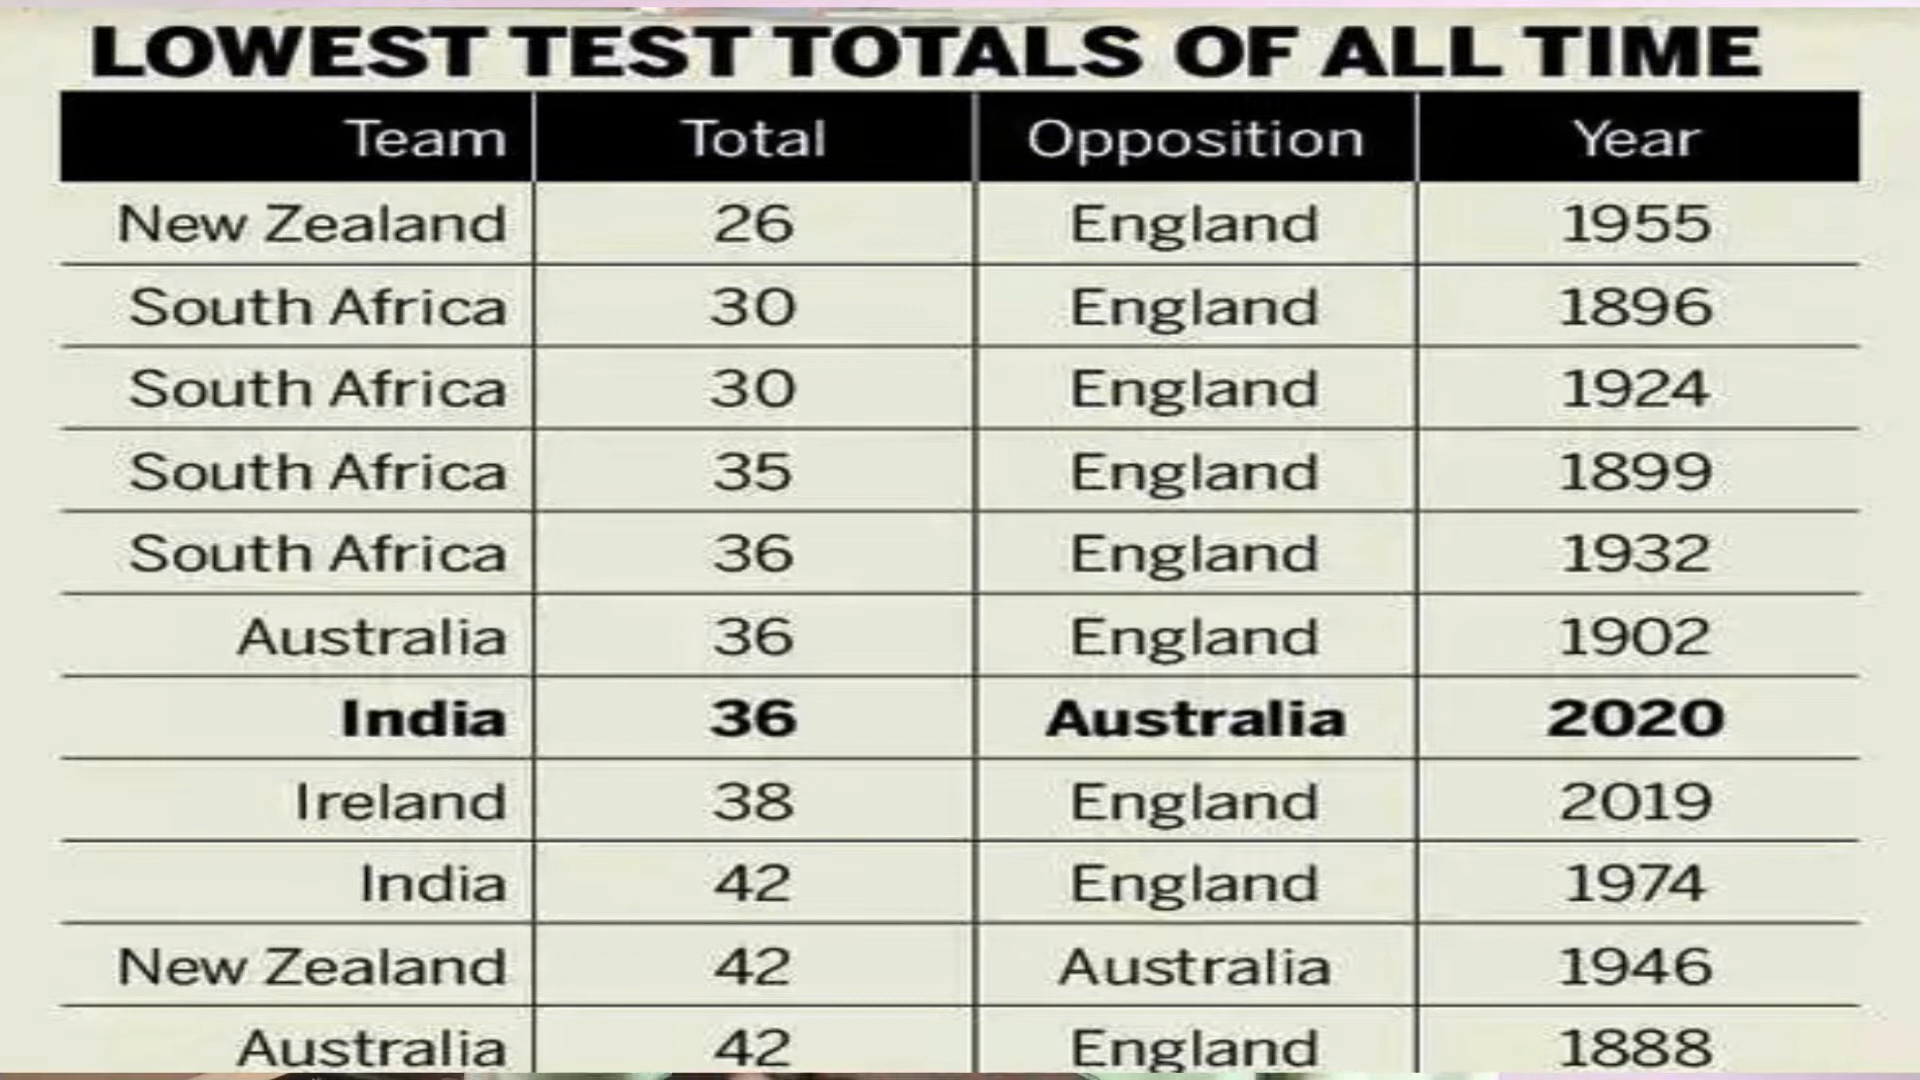 LOWEST TEST TOTALS OF ALL TIME
Team Total Opposition Year
New Zealand 26 England 1955
South Africa 30 England 1896
South Africa 30 England 1924
South Africa 35 England 1899
South Africa 36 England 1932
Australia 36 England 1902
India 36 Australia 2020
Ireland 38 England 2019
India 42 England 1974
New Zealand 42 Australia 1946
Australia 42 England 1888